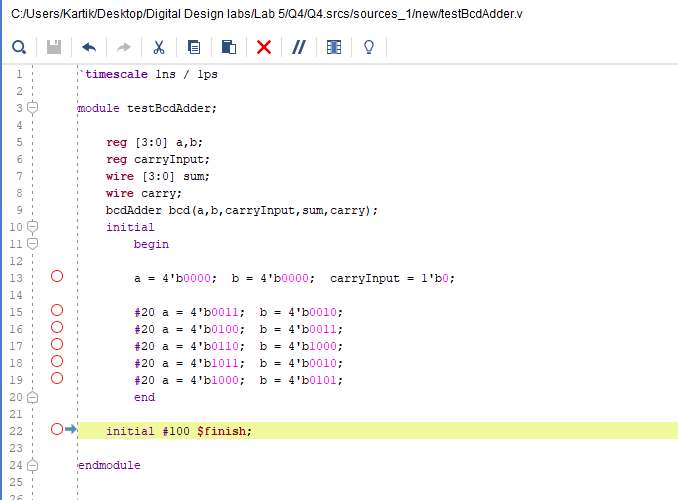 C:/Users/Kartik/Desktop/Digital Design labs/Lab 5/Q4/Q4.srcs/sources_1/new/testBcdAdder.v
1 `timescale 1ns / 1ps
2
3 module testBcdAdder;
4
5 reg [3:0] a,b;
6 reg carryInput;
7 wire [3:0] sum;
8 wire carry;
9 bcdAdder bcd(a,b,carryInput,sum,carry);
10 initial
11 begin
12
13 a = 4'b0000; b = 4'b0000; carryInput = 1'b0;
14
15 #20 a = 4'b0011; b = 4'b0010;
16 #20 a = 4'b0100; b = 4'b0011;
17 #20 a = 4'b0110; b = 4'b1000;
18 #20 a = 4'b1011; b = 4'b0010;
19 #20 a = 4'b1000; b = 4'b0101;
20 end
21
22 initial #100 $finish;
23
24 endmodule
25
26